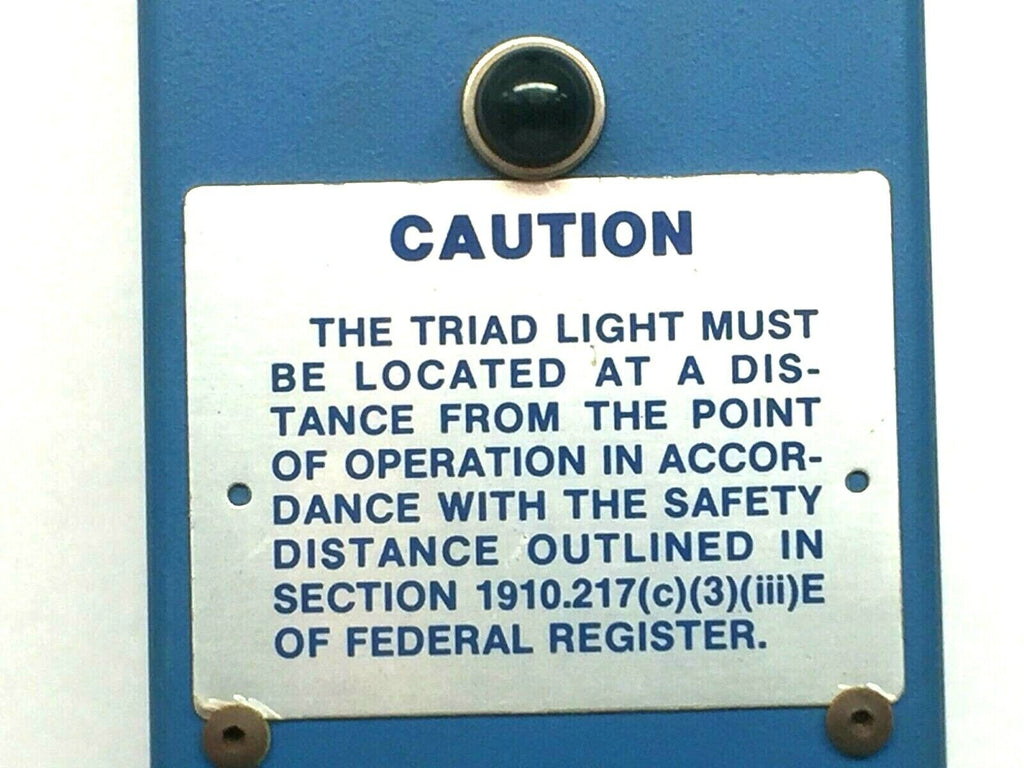 CAUTION
THE TRIAD LIGHT MUST
BE LOCATED AT A DIS-
TANCE FROM THE POINT
OF OPERATION IN ACCOR-
DANCE WITH THE SAFETY
DISTANCE OUTLINED IN
SECTION 1910.217(c)(3)(iii)E
OF FEDERAL REGISTER.